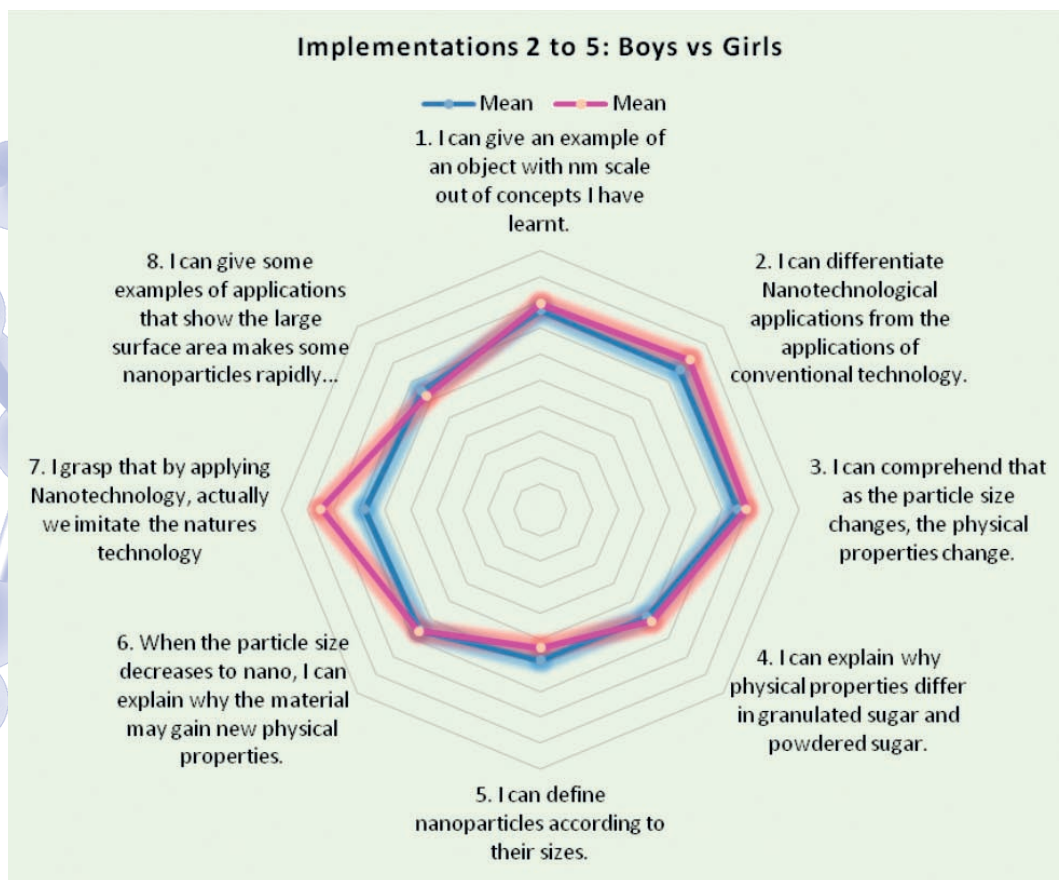 Implementations 2 to 5: Boys vs Girls
Mean Mean
1. I can give an example of
an object with nm scale
out of concepts I have
learnt.
2. I can differentiate
Nanotechnological
applications from the
applications of
conventional technology.
3. I can comprehend that
as the particle size
changes, the physical
properties change.
4. I can explain why
physical properties differ
in granulated sugar and
powdered sugar.
5. I can define
nanoparticles according to
their sizes.
6. When the particle size
decreases to nano, I can
explain why the material
may gain new physical
properties.
7. I grasp that by applying
Nanotechnology, actually
we imitate the natures
technology
8. I can give some
examples of applications
that show the large
surface area makes some
nanoparticles rapidly...